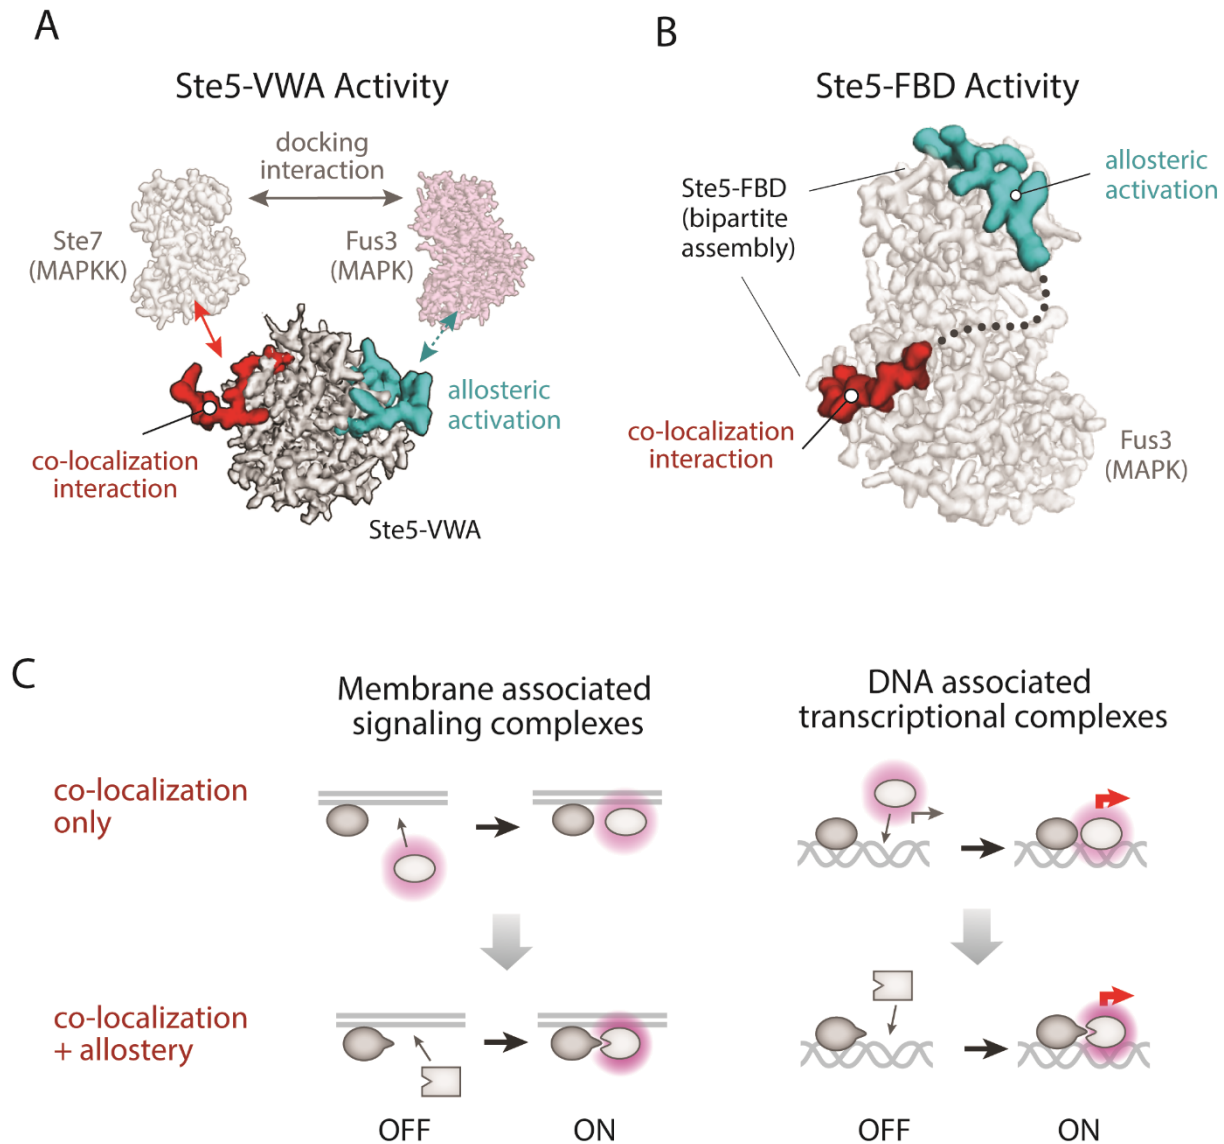 A
Ste5-VWA Activity
docking
interaction
Ste7
(MAPKK)
Fus3
(MAPK)
allosteric
activation
co-localization
interaction
Ste5-VWA
B
Ste5-FBD Activity
allosteric
activation
Ste5-FBD
(bipartite
assembly)
co-localization
interaction
Fus3
(MAPK)
C
Membrane associated
signaling complexes
DNA associated
transcriptional complexes
co-localization
only
co-localization
+ allostery
OFF
ON
OFF
ON